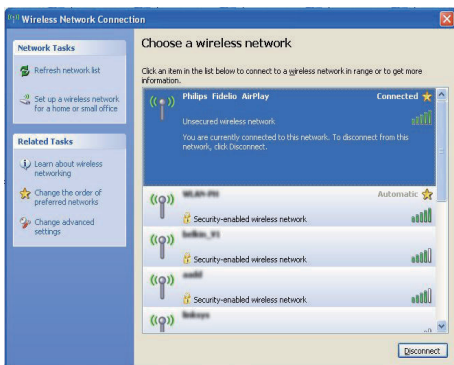 Wireless Network Connection
Network Tasks
Refresh network list
Set up a wireless network
for a home or small office
Related Tasks
Learn about wireless
networking
Change the order of
preferred networks
Change advanced
settings
Choose a wireless network
Click an item in the list below to connect to a wireless network in range or to get more
information.
Philips Fidelio AirPlay Connected
Unsecured wireless network
You are currently connected to this network. To disconnect from this
network, click Disconnect.
Automatic
Security-enabled wireless network
Security-enabled wireless network
Security-enabled wireless network
Disconnect